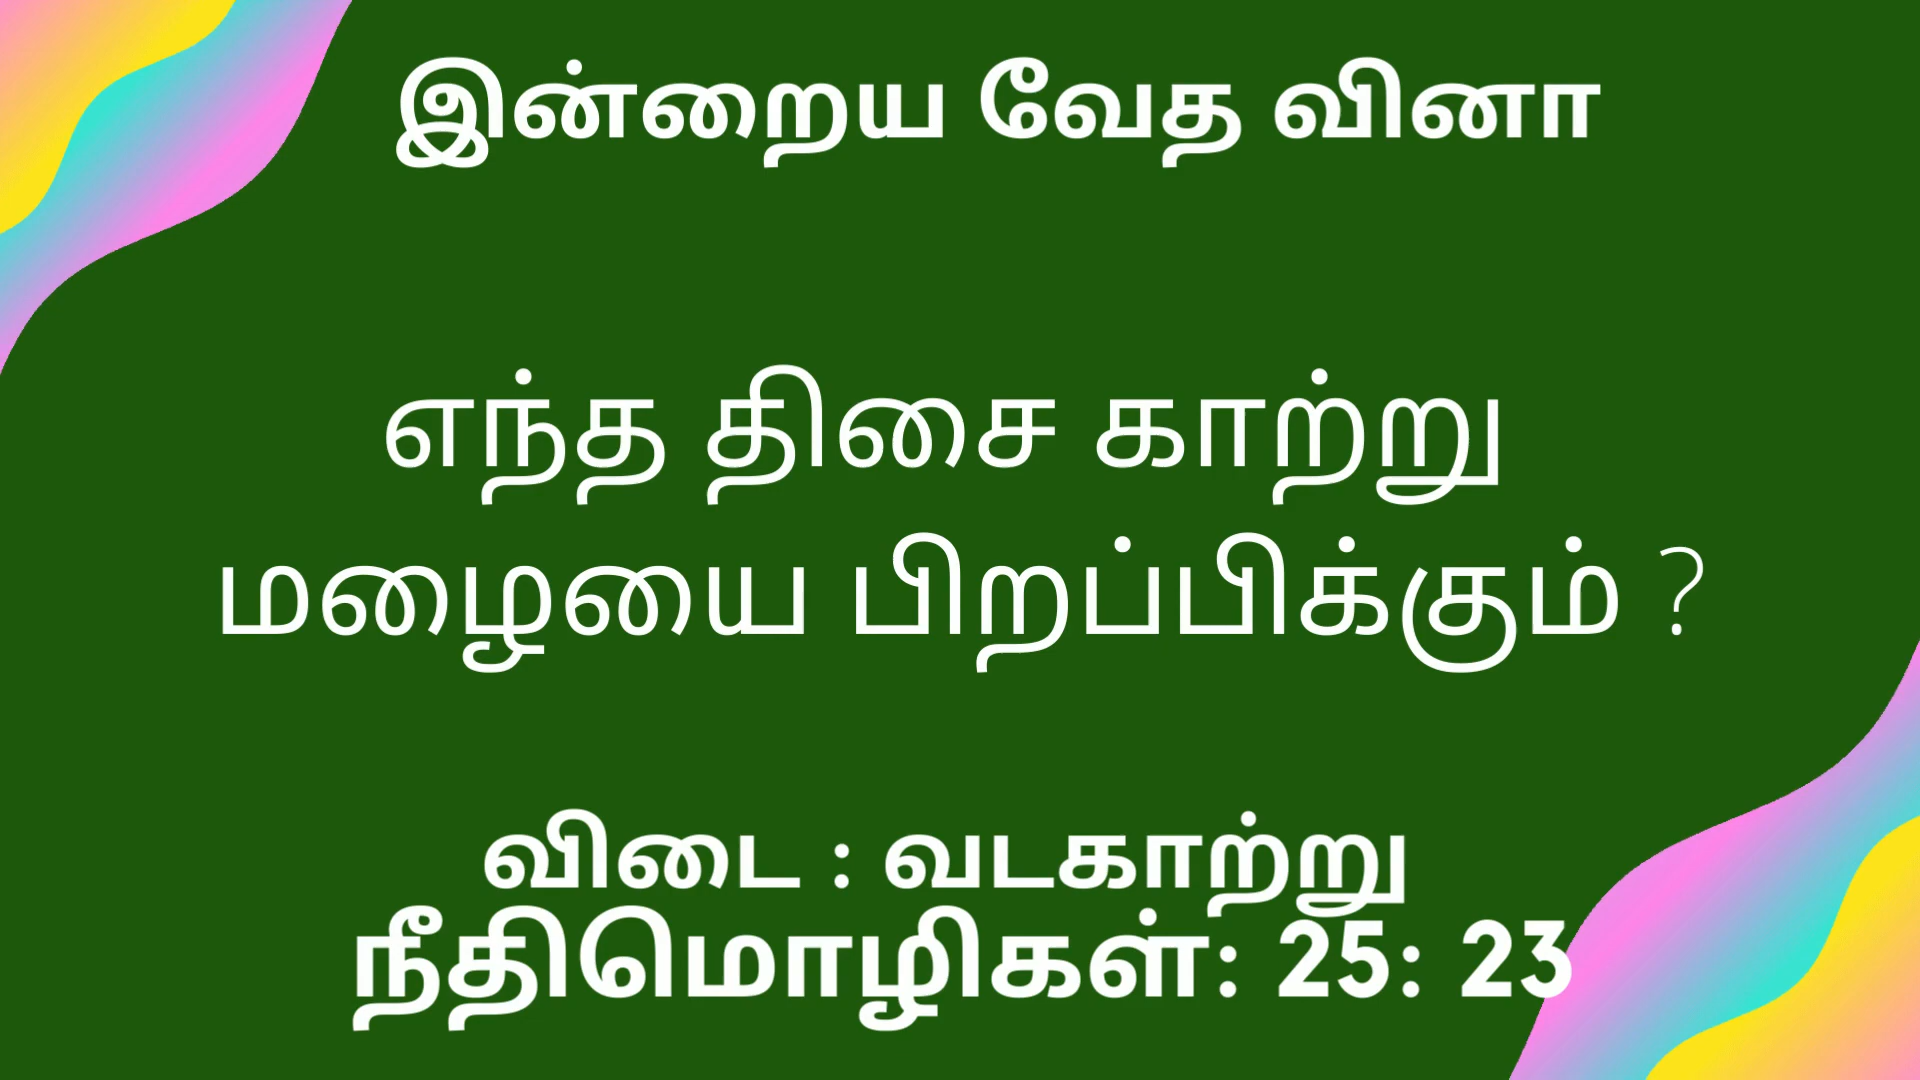 இன்றைய வேத வினா
எந்த திசை காற்று
மழையை பிறப்பிக்கும் ?
விடை : வடகாற்று
நீதிமொழிகள்: 25: 23